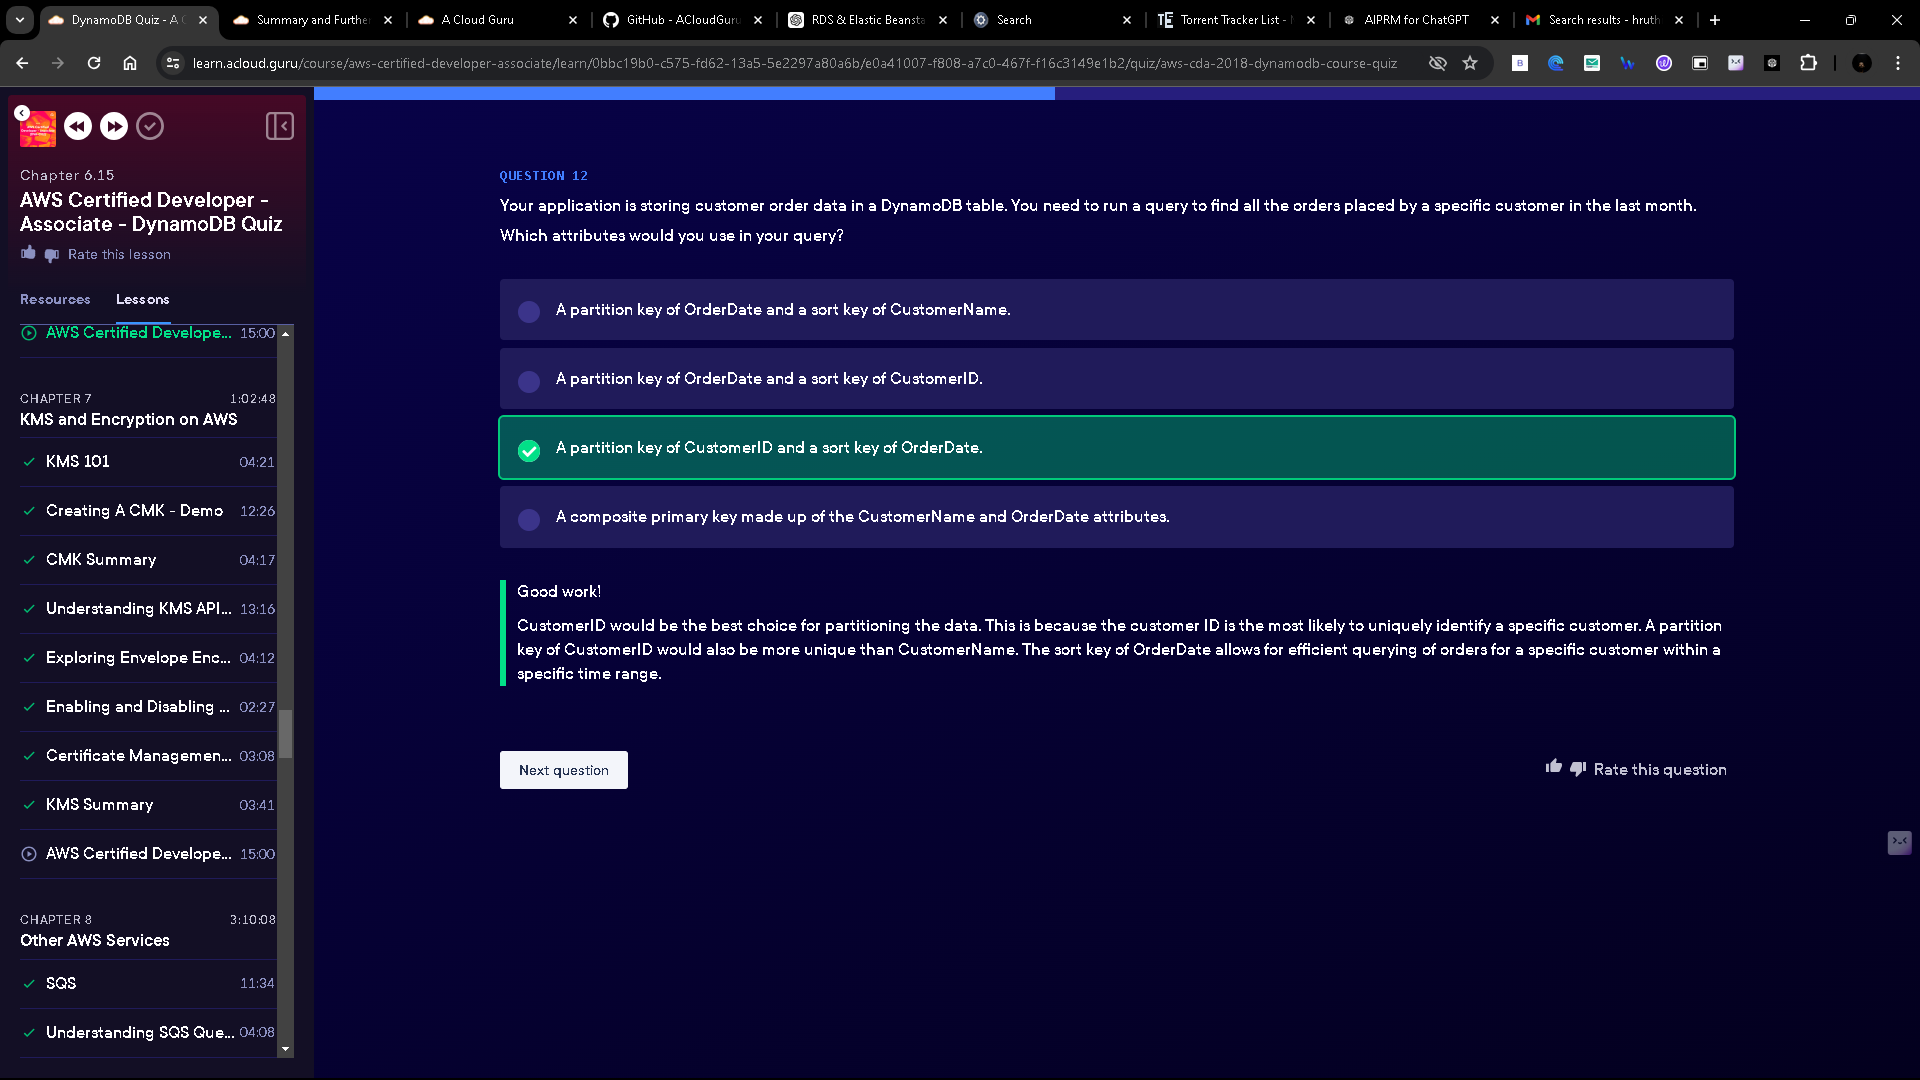 DynamoDB Quiz - A C
Summary and Further
A Cloud Guru
GitHub - ACloudGuru
RDS & Elastic Beansta
Search
Torrent Tracker List -
AIPRM for ChatGPT
Search results - hruth
learn.acloud.guru/course/aws-certified-developer-associate/learn/0bbc19b0-c575-fd62-13a5-5e2297a80a6b/e0a41007-f808-a7c0-467f-f16c3149e1b2/quiz/aws-cda-2018-dynamodb-course-quiz
Chapter 6.15
AWS Certified Developer -
Associate - DynamoDB Quiz
Rate this lesson
Resources Lessons
AWS Certified Develope... 15:00
CHAPTER 7 1:02:48
KMS and Encryption on AWS
KMS 101 04:21
Creating A CMK - Demo 12:26
CMK Summary 04:17
Understanding KMS API... 13:16
Exploring Envelope Enc... 04:12
Enabling and Disabling ... 02:27
Certificate Managemen... 03:08
KMS Summary 03:41
AWS Certified Develope... 15:00
CHAPTER 8 3:10:08
Other AWS Services
SQS 11:34
Understanding SQS Que... 04:08
QUESTION 12
Your application is storing customer order data in a DynamoDB table. You need to run a query to find all the orders placed by a specific customer in the last month.
Which attributes would you use in your query?
A partition key of OrderDate and a sort key of CustomerName.
A partition key of OrderDate and a sort key of CustomerID.
A partition key of CustomerID and a sort key of OrderDate.
A composite primary key made up of the CustomerName and OrderDate attributes.
Good work!
CustomerID would be the best choice for partitioning the data. This is because the customer ID is the most likely to uniquely identify a specific customer. A partition
key of CustomerID would also be more unique than CustomerName. The sort key of OrderDate allows for efficient querying of orders for a specific customer within a
specific time range.
Next question
Rate this question